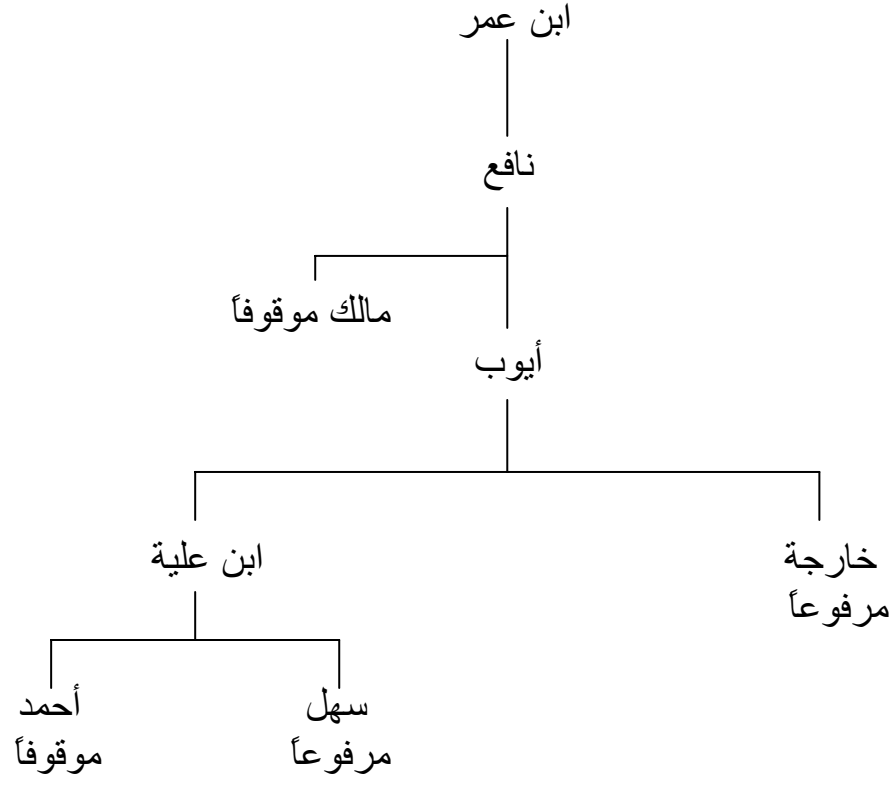 ابن عمر
نافع
مالك موقوفاً
أيوب
خارجة
مرفوعاً
ابن علية
سهل
مرفوعاً
أحمد
موقوفاً